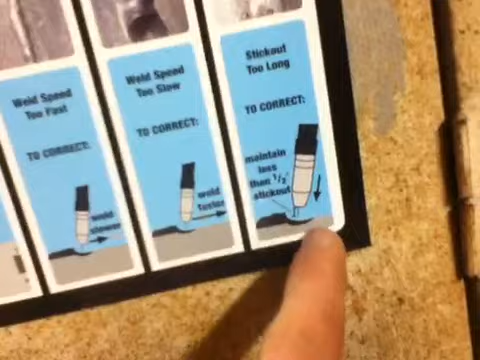 Weld Speed
Too Fast
TO CORRECT:
weld
slower
Weld Speed
Too Slow
TO CORRECT:
weld
faster
Stickout
Too Long
TO CORRECT:
maintain
less
than 1/2"
stickout